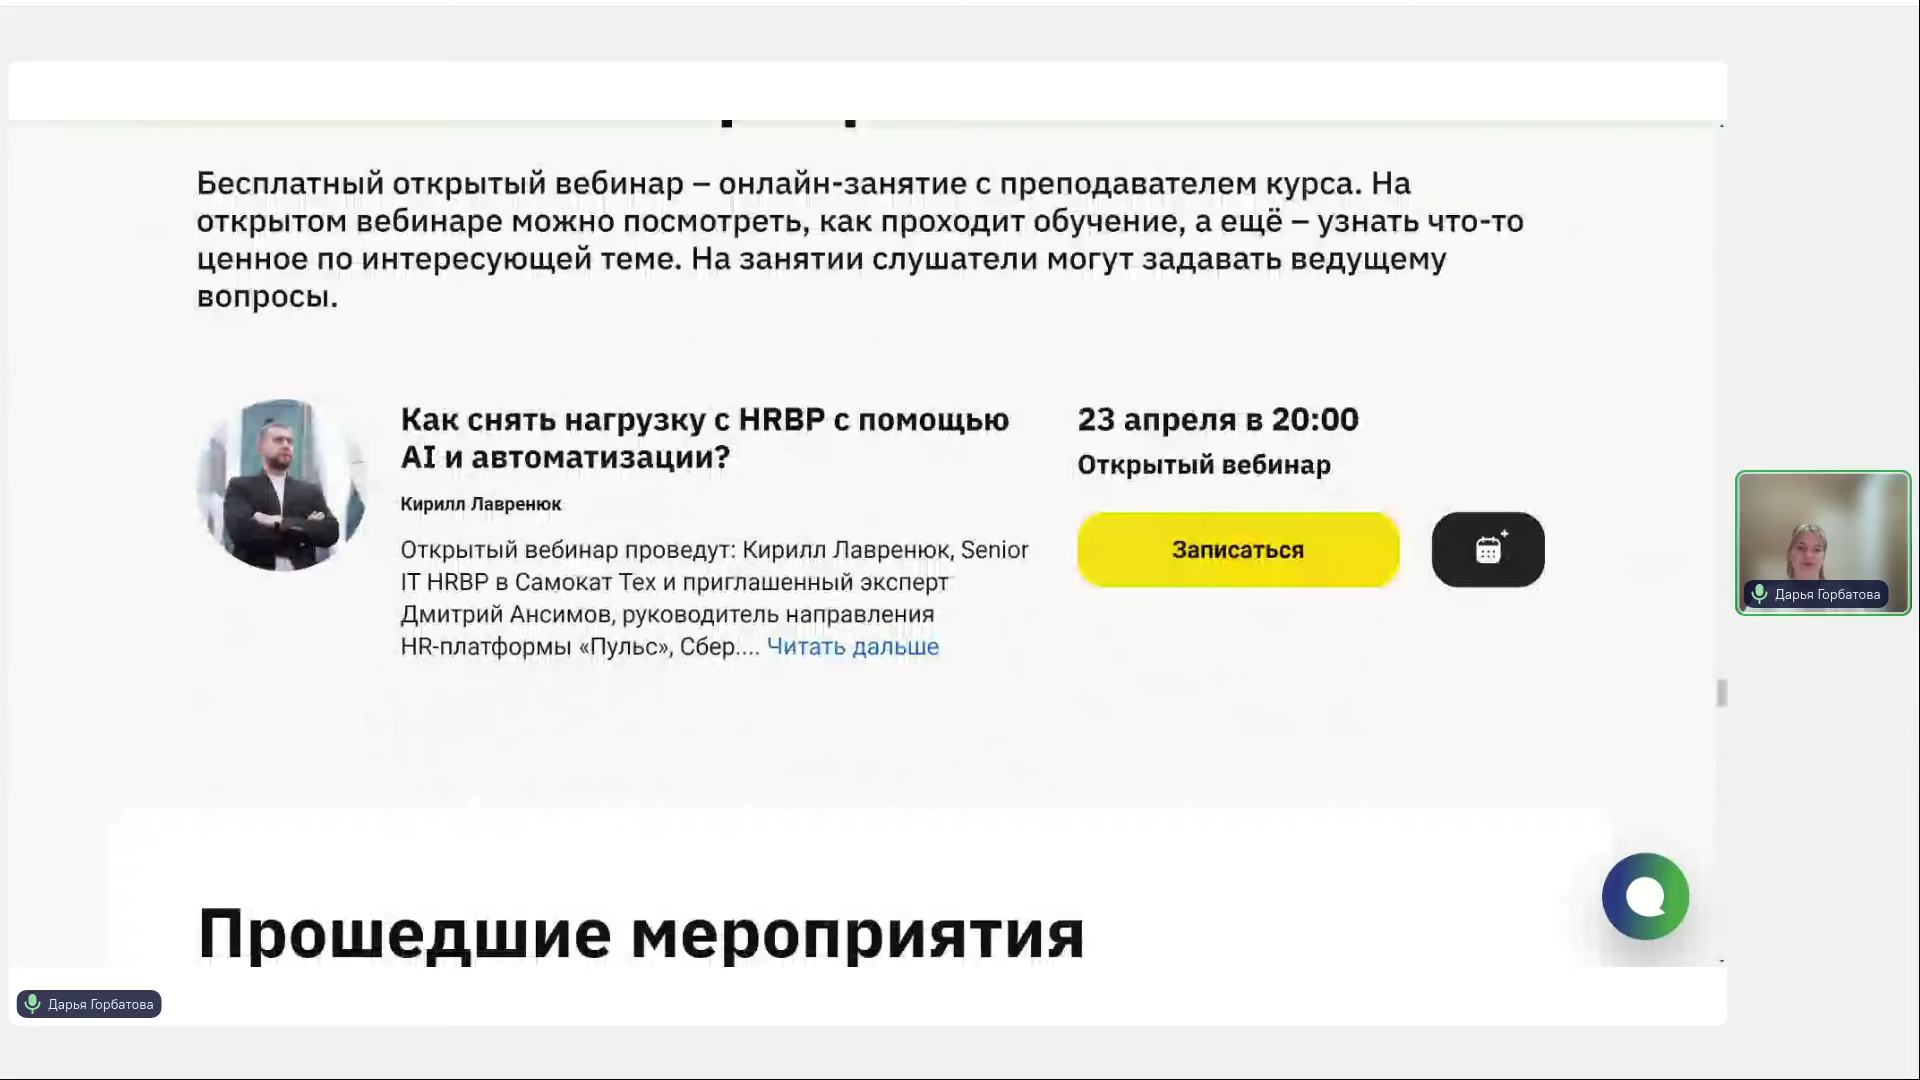 Бесплатный открытый вебинар – онлайн-занятие с преподавателем курса. На
открытом вебинаре можно посмотреть, как проходит обучение, а ещё – узнать что-то
ценное по интересующей теме. На занятии слушатели могут задавать ведущему
вопросы.
Как снять нагрузку с HRBP с помощью
AI и автоматизации?
Кирилл Лавренюк
Открытый вебинар проведут: Кирилл Лавренюк, Senior
IT HRBP в Самокат Тех и приглашенный эксперт
Дмитрий Ансимов, руководитель направления
HR-платформы «Пульс», Сбер.... Читать дальше
23 апреля в 20:00
Открытый вебинар
Записаться
Дарья Горбатова
Прошедшие мероприятия
Дарья Горбатова